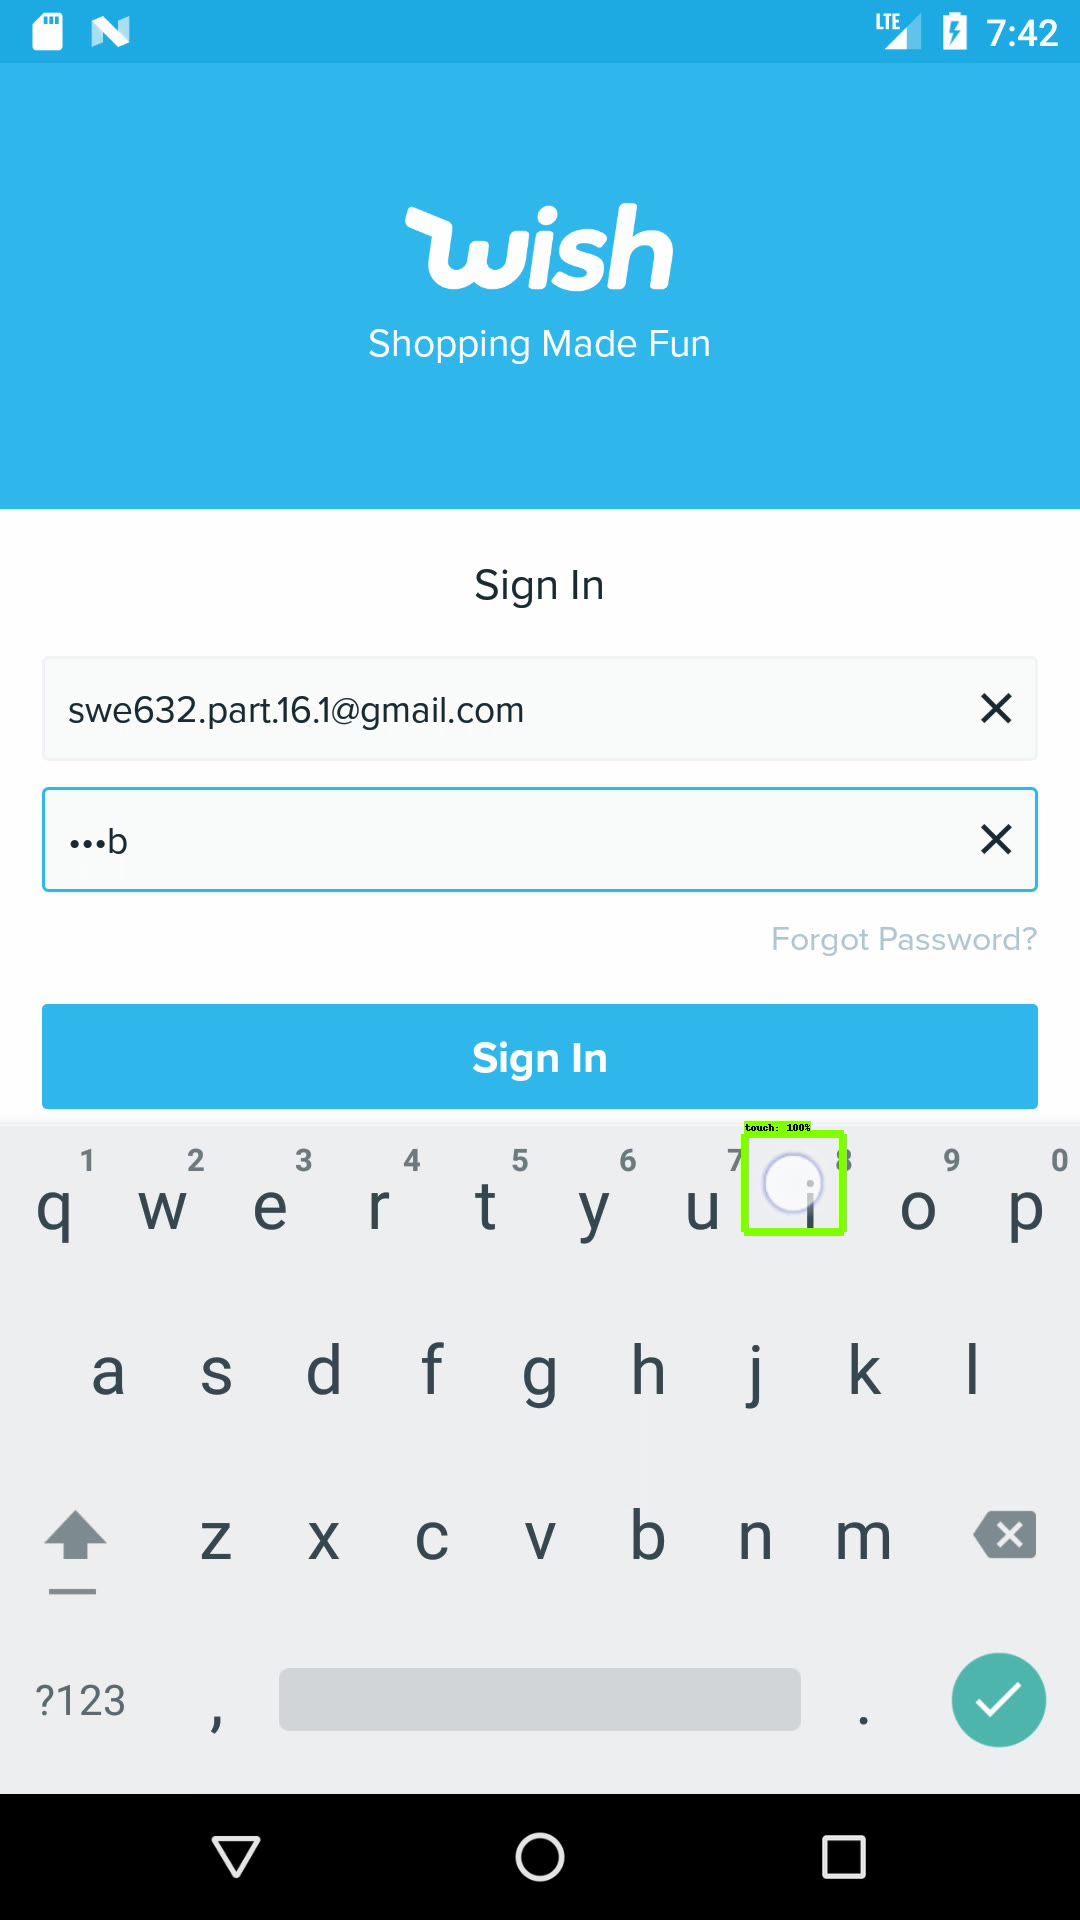 LTE 7:42
wish
Shopping Made Fun
Sign In
swe632.part.16.1@gmail.com
•••b
Forgot Password?
Sign In
touch: 100%
1 2 3 4 5 6 7 8 9 0
q w e r t y u i o p
a s d f g h j k l
z x c v b n m
?123 , .